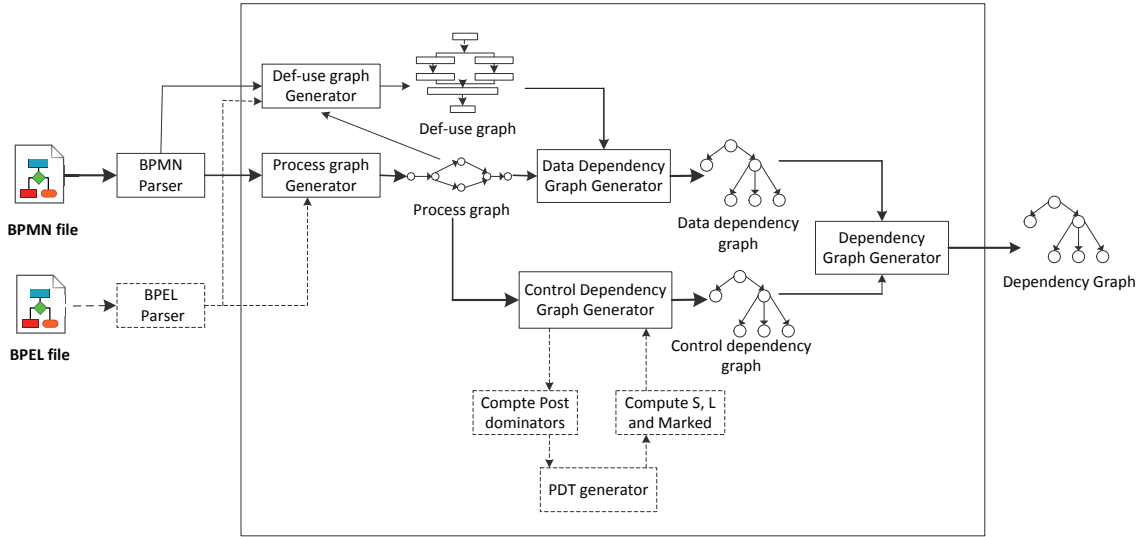 Def-use graph
Generator
Def-use graph
BPMN
Parser
Process graph
Generator
Process graph
Data Dependency
Graph Generator
BPMN file
Data dependency
graph
Dependency
Graph Generator
Dependency Graph
BPEL
Parser
BPEL file
Control Dependency
Graph Generator
Control dependency
graph
Compte Post
dominators
Compute S, L
and Marked
PDT generator